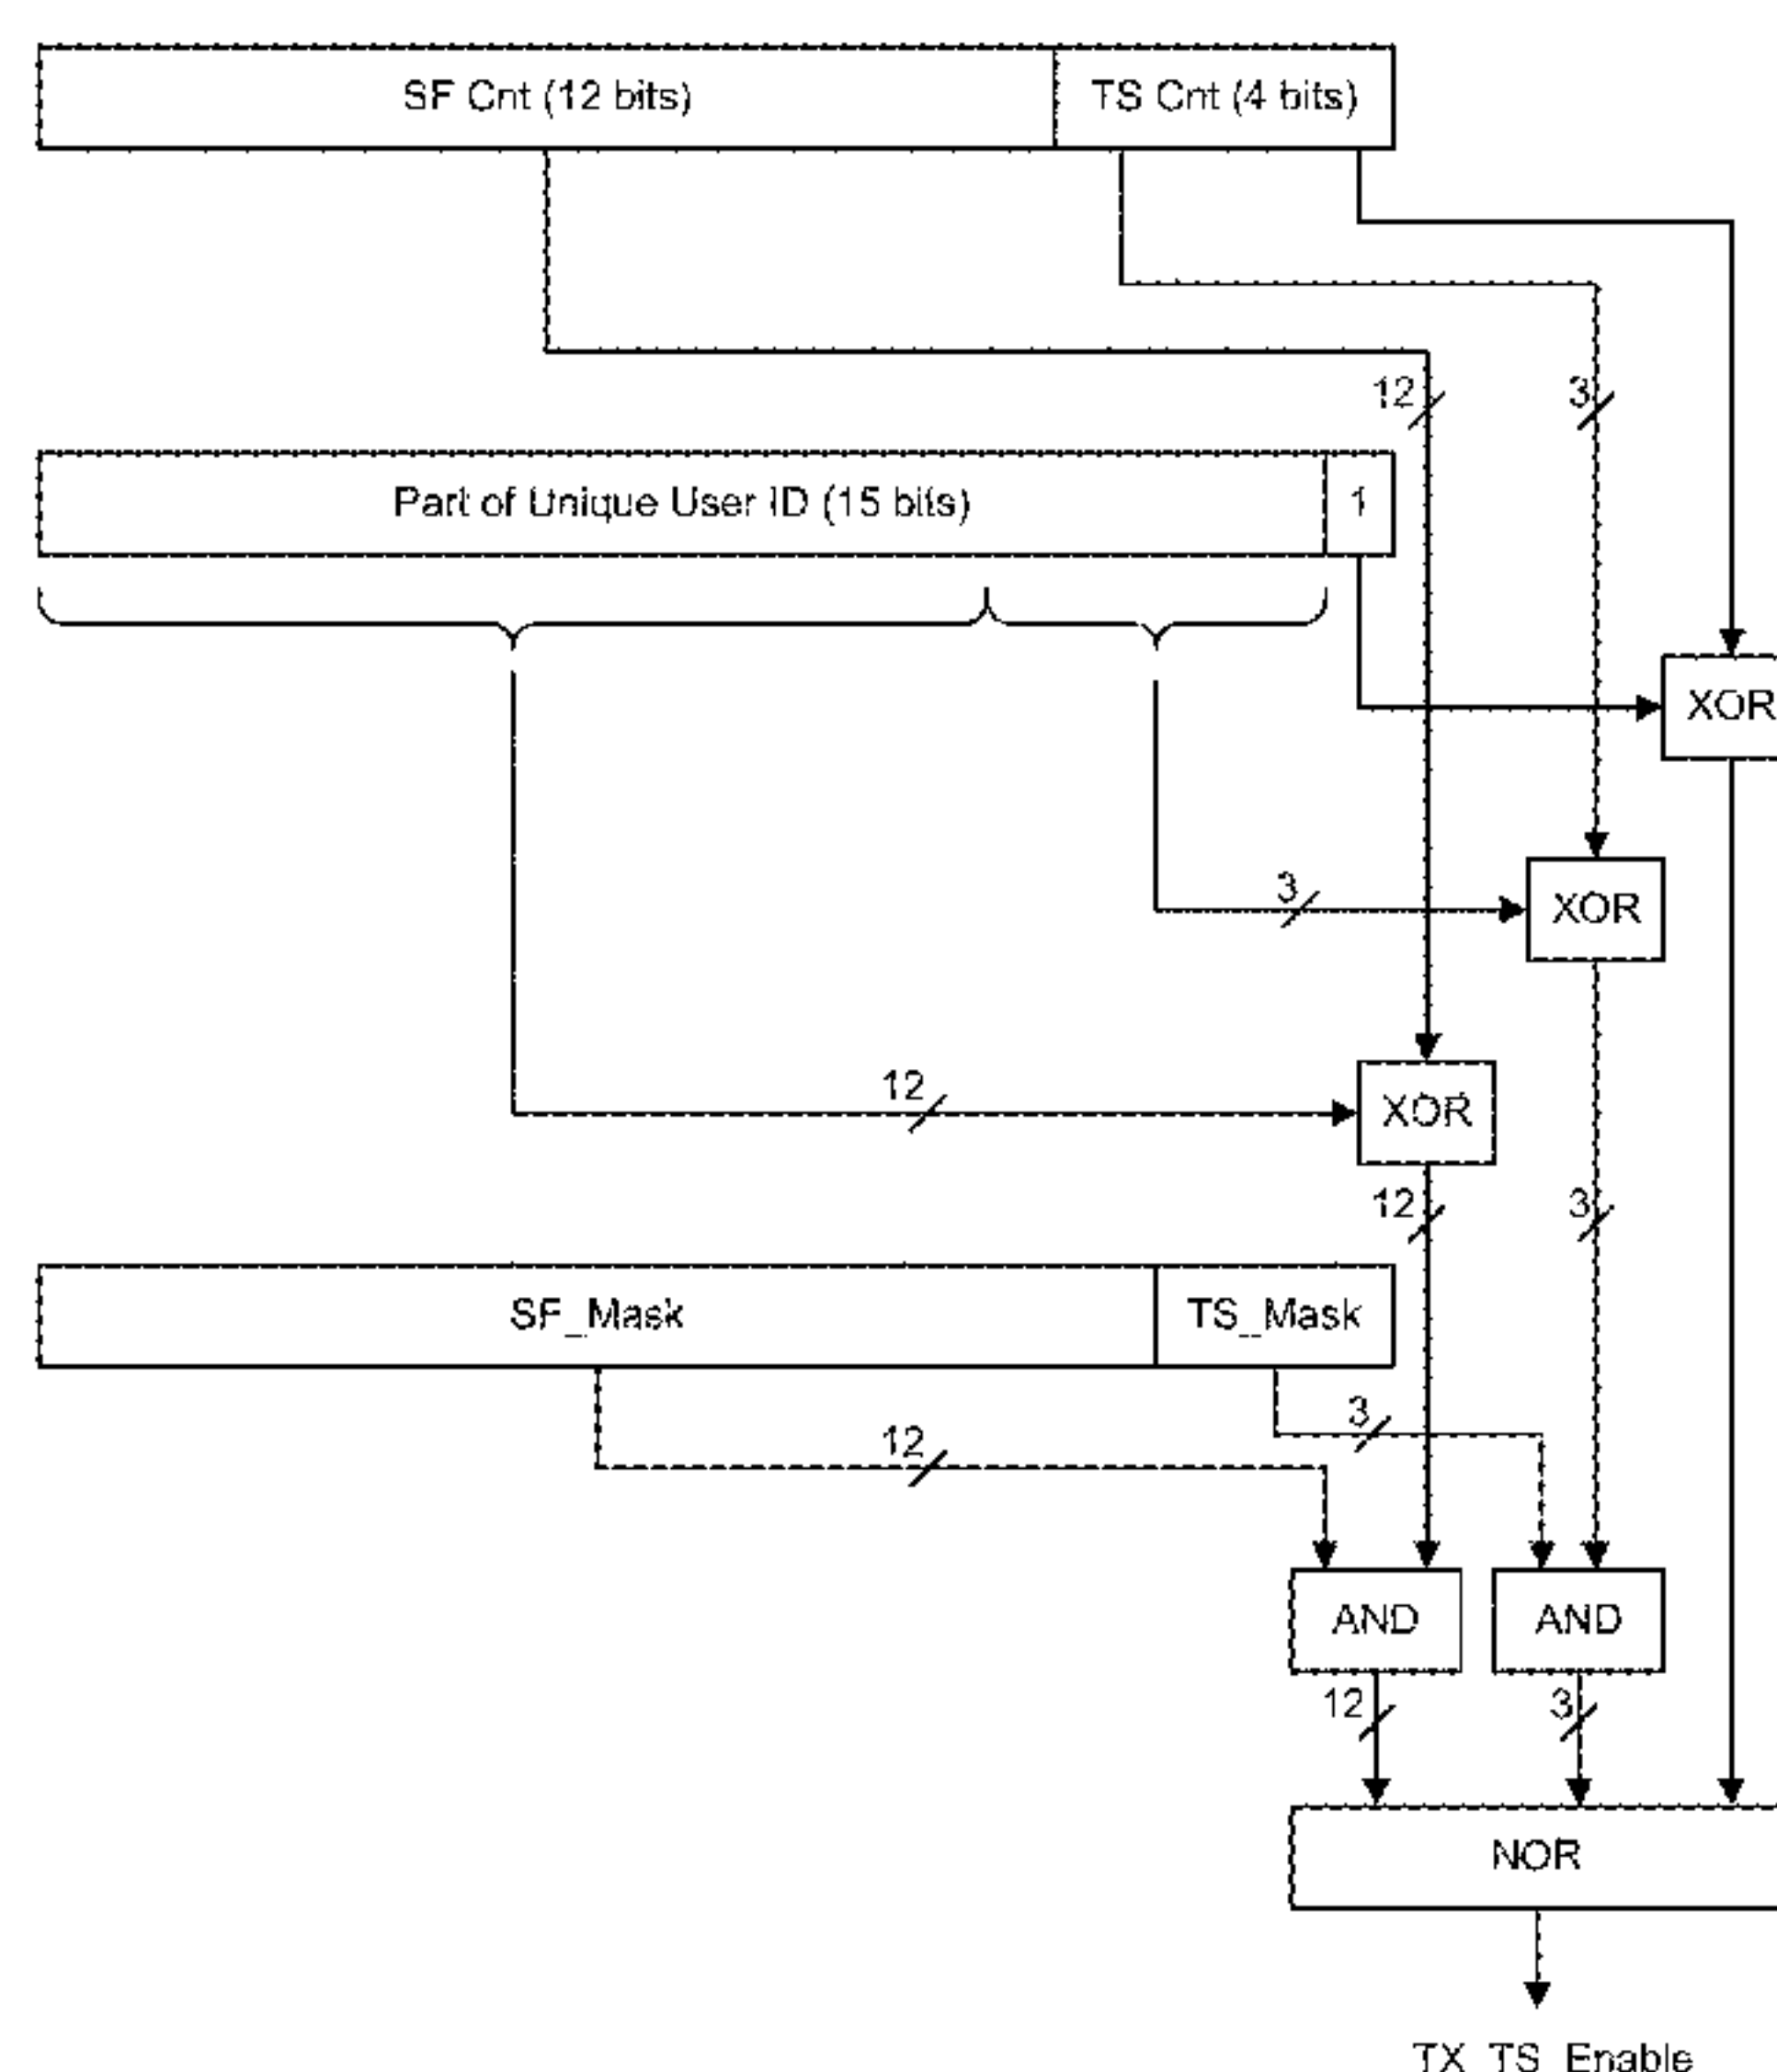 SF Cnt (12 bits) TS Cnt (4 bits)
12 3
Part of Unique User ID (15 bits) 1
XOR
3 XOR
12 XOR
12 3
SF_Mask TS_Mask
3
12
AND AND
12 3
NOR
TX_TS_Enable